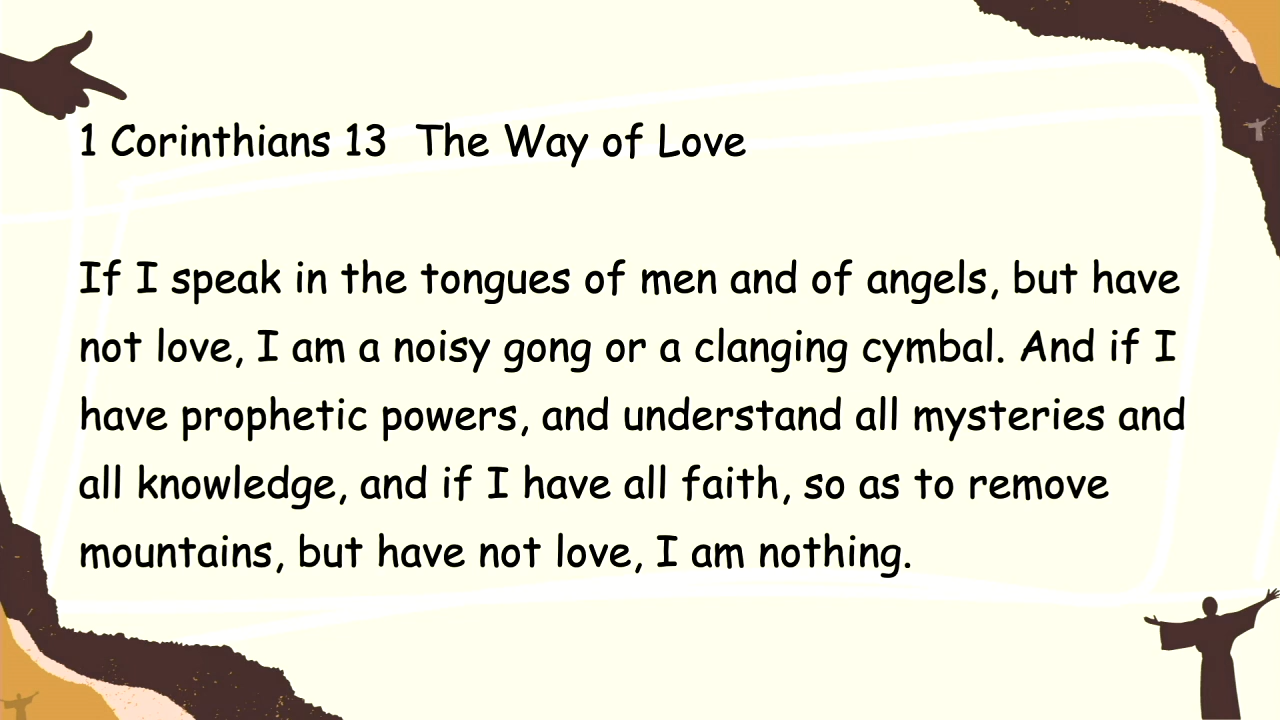 1 Corinthians 13  The Way of Love
If I speak in the tongues of men and of angels, but have
not love, I am a noisy gong or a clanging cymbal. And if I
have prophetic powers, and understand all mysteries and
all knowledge, and if I have all faith, so as to remove
mountains, but have not love, I am nothing.